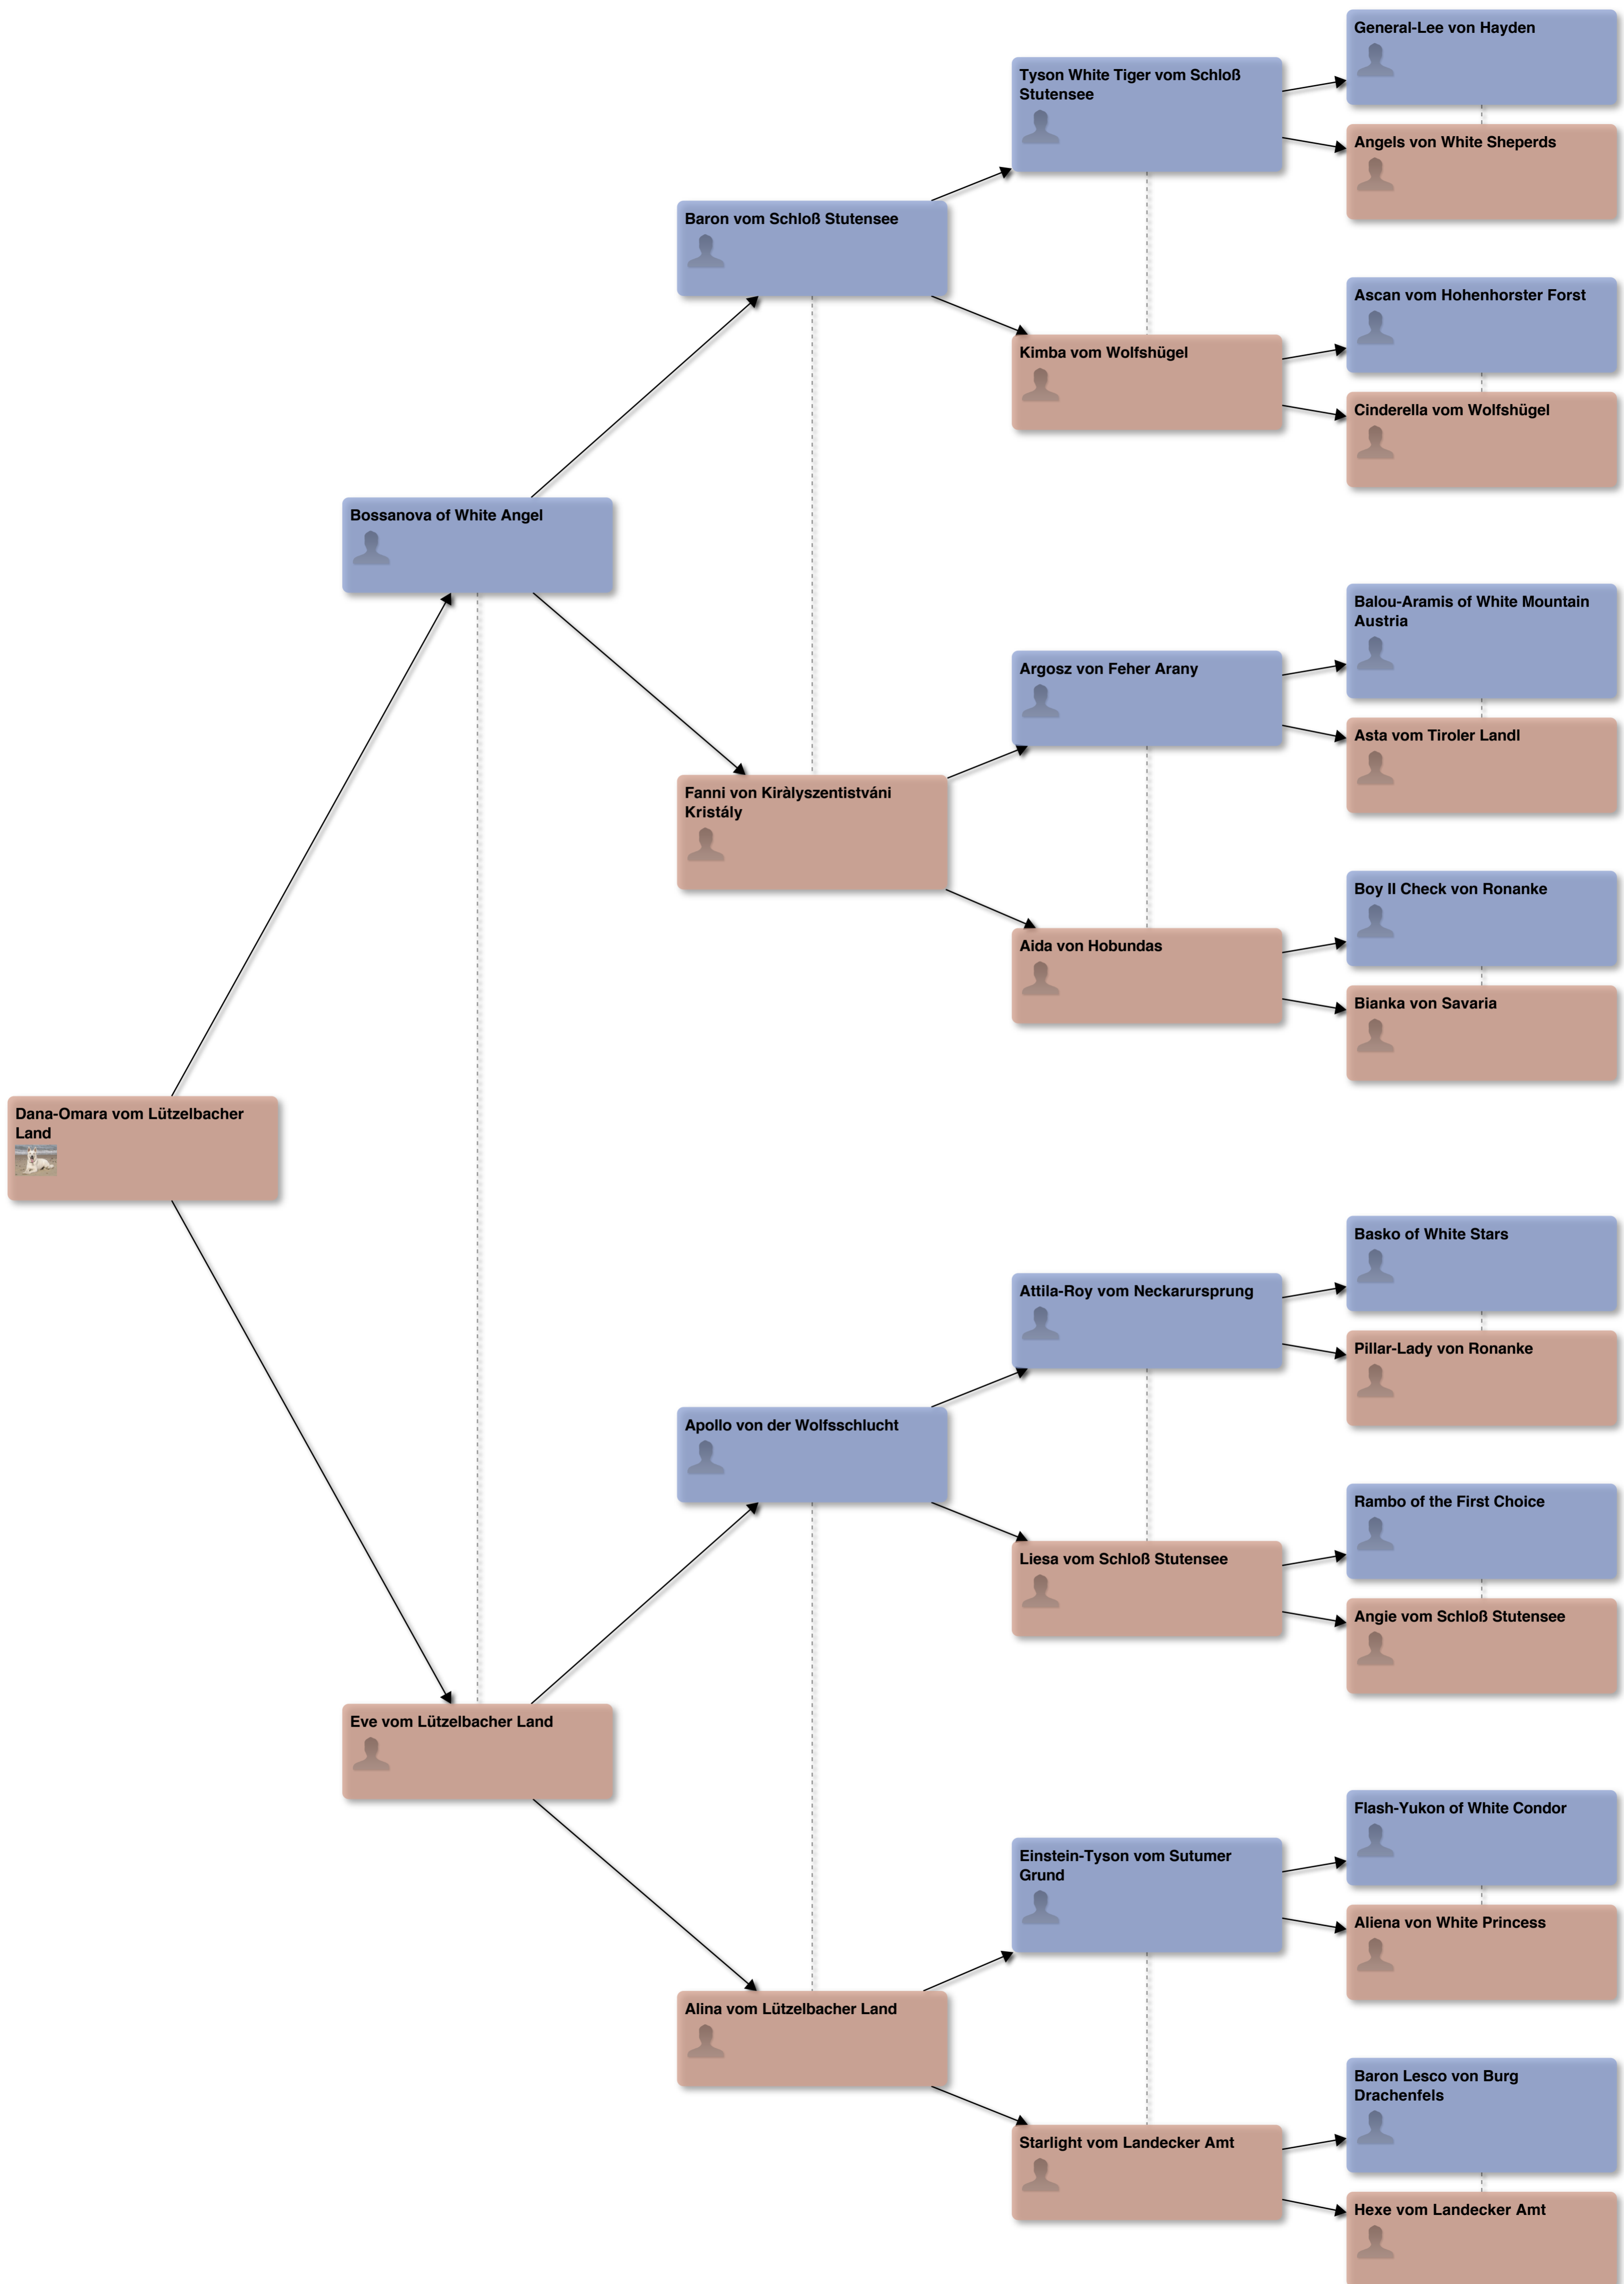 General-Lee von Hayden
Tyson White Tiger vom Schloß
Stutensee
Angels von White Sheperds
Baron vom Schloß Stutensee
Ascan vom Hohenhorster Forst
Kimba vom Wolfshügel
Cinderella vom Wolfshügel
Bossanova of White Angel
Balou-Aramis of White Mountain
Austria
Argosz von Feher Arany
Asta vom Tiroler Landl
Fanni von Kiràlyszentistváni
Kristály
Boy II Check von Ronanke
Aida von Hobundas
Bianka von Savaria
Dana-Omara vom Lützelbacher
Land
Basko of White Stars
Attila-Roy vom Neckarursprung
Pillar-Lady von Ronanke
Apollo von der Wolfsschlucht
Rambo of the First Choice
Liesa vom Schloß Stutensee
Angie vom Schloß Stutensee
Eve vom Lützelbacher Land
Flash-Yukon of White Condor
Einstein-Tyson vom Sutumer
Grund
Aliena von White Princess
Alina vom Lützelbacher Land
Baron Lesco von Burg
Drachenfels
Starlight vom Landecker Amt
Hexe vom Landecker Amt